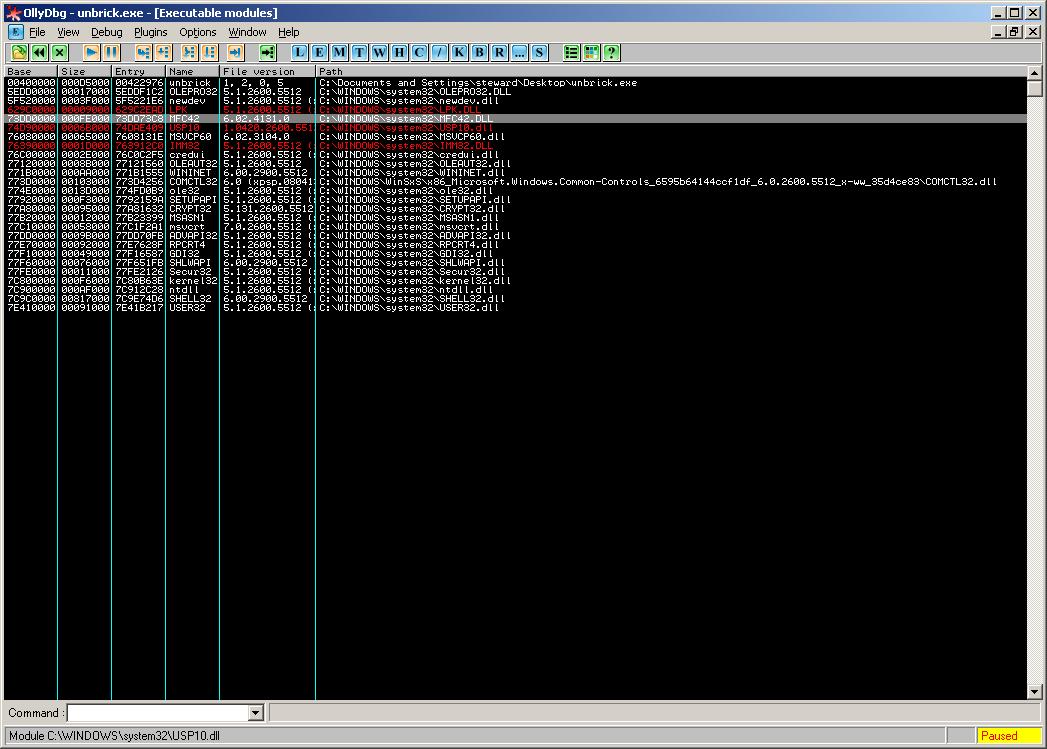 OllyDbg - unbrick.exe - [Executable modules]
E File View Debug Plugins Options Window Help
L E M T W H C / K B R ... S ?
Base Size Entry Name File version Path
00400000 000D5000 00422976 unbrick 1, 2, 0, 5 C:\Documents and Settings\steward\Desktop\unbrick.exe
5EDD0000 00017000 5EDDF1C2 OLEPRO32 5.1.2600.5512 C:\WINDOWS\system32\OLEPRO32.DLL
5F520000 0003F000 5F5221E6 newdev 5.1.2600.5512 (: C:\WINDOWS\system32\newdev.dll
629C0000 00009000 629C2EAD LPK 5.1.2600.5512 (: C:\WINDOWS\system32\LPK.DLL
73DD0000 000FE000 73DD73C8 MFC42 6.02.4131.0 C:\WINDOWS\system32\MFC42.DLL
74D90000 0006B000 74DAE409 USP10 1.0420.2600.551 C:\WINDOWS\system32\USP10.dll
76080000 00065000 7608131E MSVCP60 6.02.3104.0 C:\WINDOWS\system32\MSVCP60.dll
76390000 0001D000 763912C0 IMM32 5.1.2600.5512 (: C:\WINDOWS\system32\IMM32.DLL
76C00000 0002E000 76C0C2F5 credui 5.1.2600.5512 (: C:\WINDOWS\system32\credui.dll
77120000 0008B000 77121560 OLEAUT32 5.1.2600.5512 C:\WINDOWS\system32\OLEAUT32.dll
771B0000 000AA000 771B1555 WININET 6.00.2900.5512 C:\WINDOWS\system32\WININET.dll
773D0000 00103000 773D4256 COMCTL32 6.0 (xpsp.08041: C:\WINDOWS\WinSxS\x86_Microsoft.Windows.Common-Controls_6595b64144ccf1df_6.0.2600.5512_x-ww_35d4ce83\COMCTL32.dll
774E0000 0013D000 774FD0B9 ole32 5.1.2600.5512 (: C:\WINDOWS\system32\ole32.dll
77920000 000F3000 7792159A SETUPAPI 5.1.2600.5512 (: C:\WINDOWS\system32\SETUPAPI.dll
77A80000 00095000 77A81632 CRYPT32 5.131.2600.5512 C:\WINDOWS\system32\CRYPT32.dll
77B20000 00012000 77B23399 MSASN1 5.1.2600.5512 (: C:\WINDOWS\system32\MSASN1.dll
77C10000 00058000 77C1F2A1 msvcrt 7.0.2600.5512 (: C:\WINDOWS\system32\msvcrt.dll
77DD0000 0009B000 77DD70FB ADVAPI32 5.1.2600.5512 (: C:\WINDOWS\system32\ADVAPI32.dll
77E70000 00092000 77E7628F RPCRT4 5.1.2600.5512 (: C:\WINDOWS\system32\RPCRT4.dll
77F10000 00049000 77F16587 GDI32 5.1.2600.5512 (: C:\WINDOWS\system32\GDI32.dll
77F60000 00076000 77F651FB SHLWAPI 6.00.2900.5512 C:\WINDOWS\system32\SHLWAPI.dll
77FE0000 00011000 77FE2126 Secur32 5.1.2600.5512 (: C:\WINDOWS\system32\Secur32.dll
7C800000 000F6000 7C80B63E kernel32 5.1.2600.5512 (: C:\WINDOWS\system32\kernel32.dll
7C900000 000AF000 7C912C28 ntdll 5.1.2600.5512 (: C:\WINDOWS\system32\ntdll.dll
7C9C0000 00817000 7C9E74D6 SHELL32 6.00.2900.5512 C:\WINDOWS\system32\SHELL32.dll
7E410000 00091000 7E41B217 USER32 5.1.2600.5512 (: C:\WINDOWS\system32\USER32.dll
Command :
Module C:\WINDOWS\system32\USP10.dll Paused